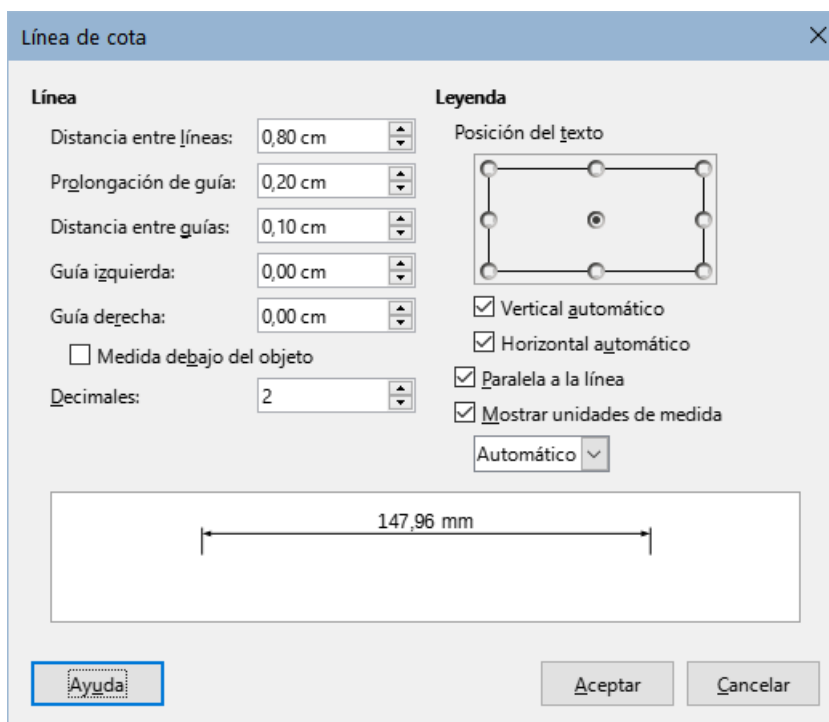 Línea de cota
Línea
Distancia entre líneas: 0,80 cm
Prolongación de guía: 0,20 cm
Distancia entre guías: 0,10 cm
Guía izquierda: 0,00 cm
Guía derecha: 0,00 cm
Medida debajo del objeto
Decimales: 2
Leyenda
Posición del texto
Vertical automático
Horizontal automático
Paralela a la línea
Mostrar unidades de medida
Automático
147,96 mm
Ayuda
Aceptar
Cancelar